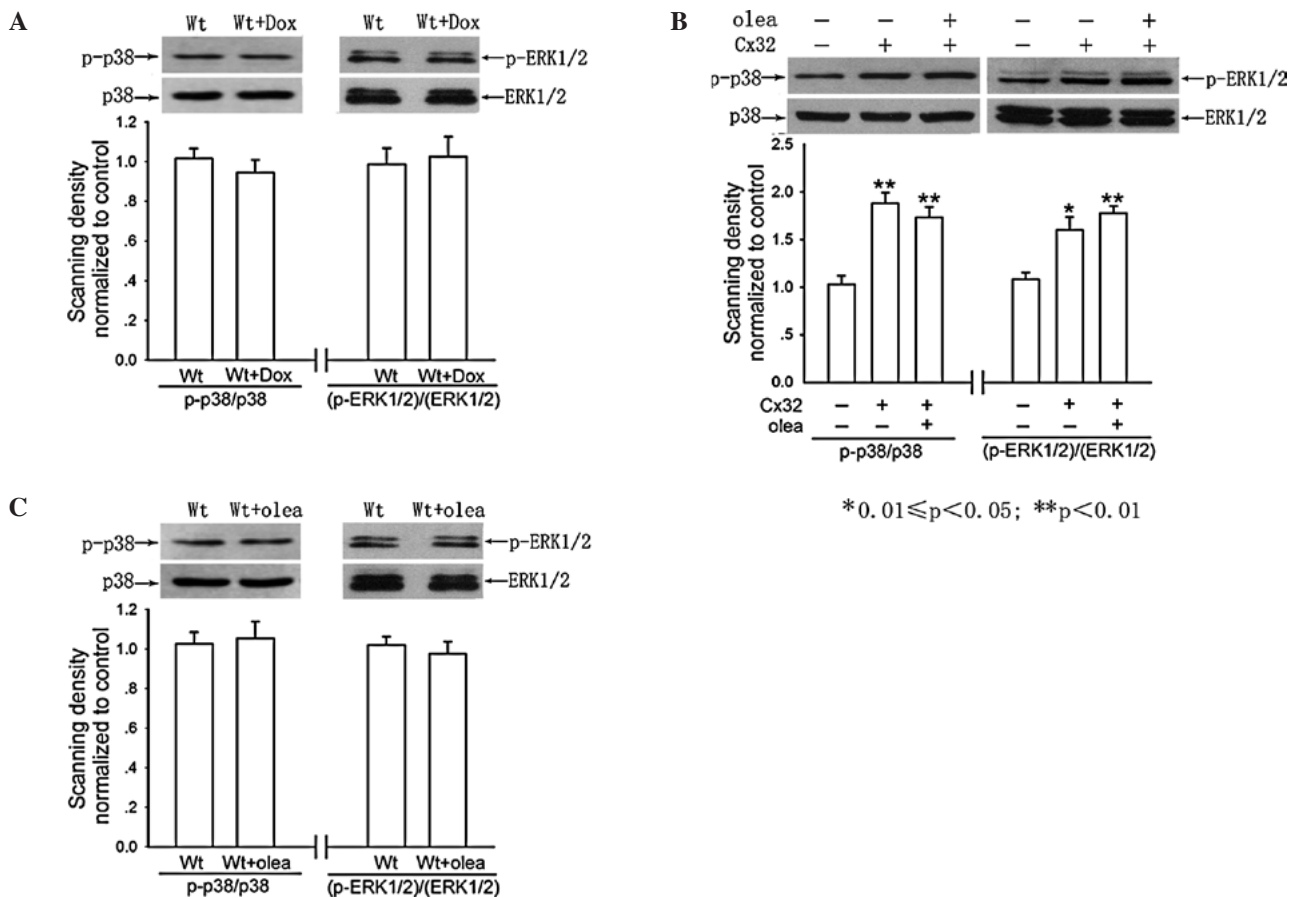 A
Wt Wt+Dox Wt Wt+Dox
p-p38 p-ERK1/2
p38 ERK1/2
Scanning density
normalized to control
1.2
1.0
.8
.6
.4
.2
0.0
Wt Wt+Dox Wt Wt+Dox
p-p38/p38 (p-ERK1/2)/(ERK1/2)
B
olea − − + − − +
Cx32 − + + − + +
p-p38 p-ERK1/2
p38 ERK1/2
Scanning density
normalized to control
2.5
2.0
1.5
1.0
.5
0.0
** ** * **
Cx32 − + + − + +
olea − − + − − +
p-p38/p38 (p-ERK1/2)/(ERK1/2)
*0.01≦p<0.05; **p<0.01
C
Wt Wt+olea Wt Wt+olea
p-p38 p-ERK1/2
p38 ERK1/2
Scanning density
normalized to control
1.2
1.0
.8
.6
.4
.2
0.0
Wt Wt+olea Wt Wt+olea
p-p38/p38 (p-ERK1/2)/(ERK1/2)